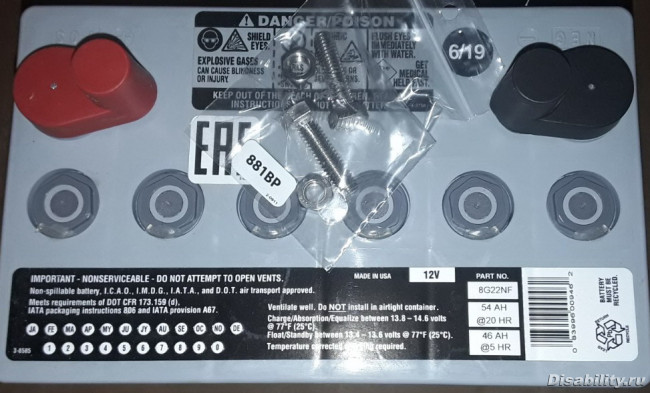 DANGER/POISON
SHIELD
EYES.
EXPLOSIVE GASES
CAN CAUSE BLINDNESS
OR INJURY.
FLUSH EYES
IMMEDIATELY
WITH WATER.
GET
MEDICAL
HELP FAST.
KEEP OUT OF THE REACH OF
6/19
EAC
881BP
IMPORTANT - NONSERVICEABLE - DO NOT ATTEMPT TO OPEN VENTS.
Non-spillable battery, I.C.A.O., I.M.D.G., I.A.T.A., and D.O.T. air transport approved.
Meets requirements of DOT CFR 173.159 (d).
IATA packaging instructions 806 and IATA provision A67.
JA FE MR AP MY JU JL AU SE OC NO DE
1 2 3 4 5 6 7 8 9 0
MADE IN USA
12V
Ventilate well. Do NOT install in airtight container.
Charge/Absorption/Equalize between 13.8 – 14.6 volts
@ 77°F (25°C).
Float/Standby between 13.4 – 13.6 volts @ 77°F (25°C).
Temperature required.
PART NO.
8G22NF
54 AH
@20 HR
46 AH
@5 HR
BATTERY
MUST BE
RECYCLED.
Disability.ru